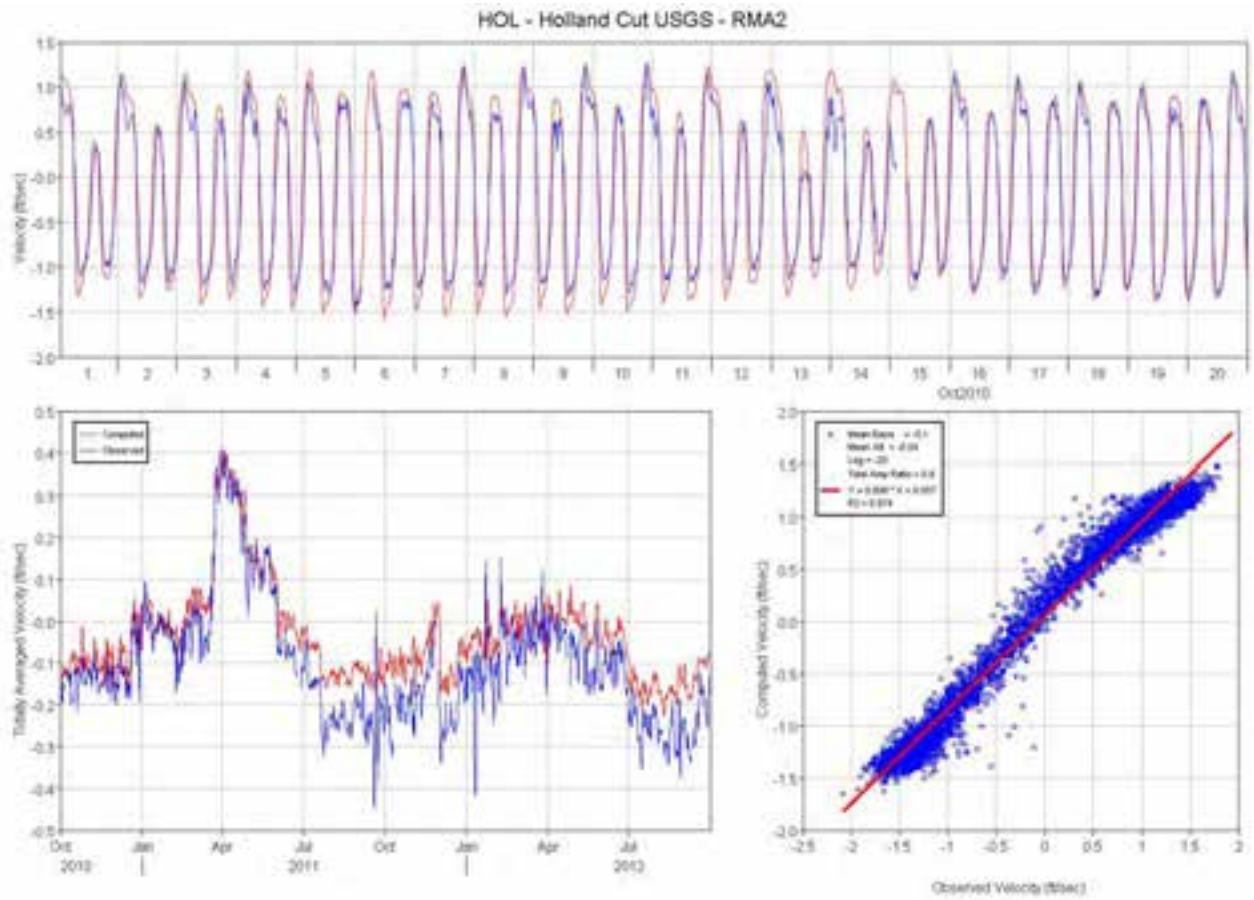 HOL - Holland Cut USGS - RMA2
Velocity (ft/sec)
1.5
1.0
0.5
-0.0
-0.5
-1.0
-1.5
-2.0
1 2 3 4 5 6 7 8 9 10 11 12 13 14 15 16 17 18 19 20
Oct2010
Tidally Averaged Velocity (ft/sec)
0.5
0.4
0.3
0.2
0.1
-0.0
-0.1
-0.2
-0.3
-0.4
-0.5
Computed
Observed
Oct Jan Apr Jul Oct Jan Apr Jul
2010 2011 2012
Computed Velocity (ft/sec)
2.0
1.5
1.0
0.5
0.0
-0.5
-1.0
-1.5
-2.0
-2.5 -2 -1.5 -1 -0.5 0 0.5 1 1.5 2
Observed Velocity (ft/sec)